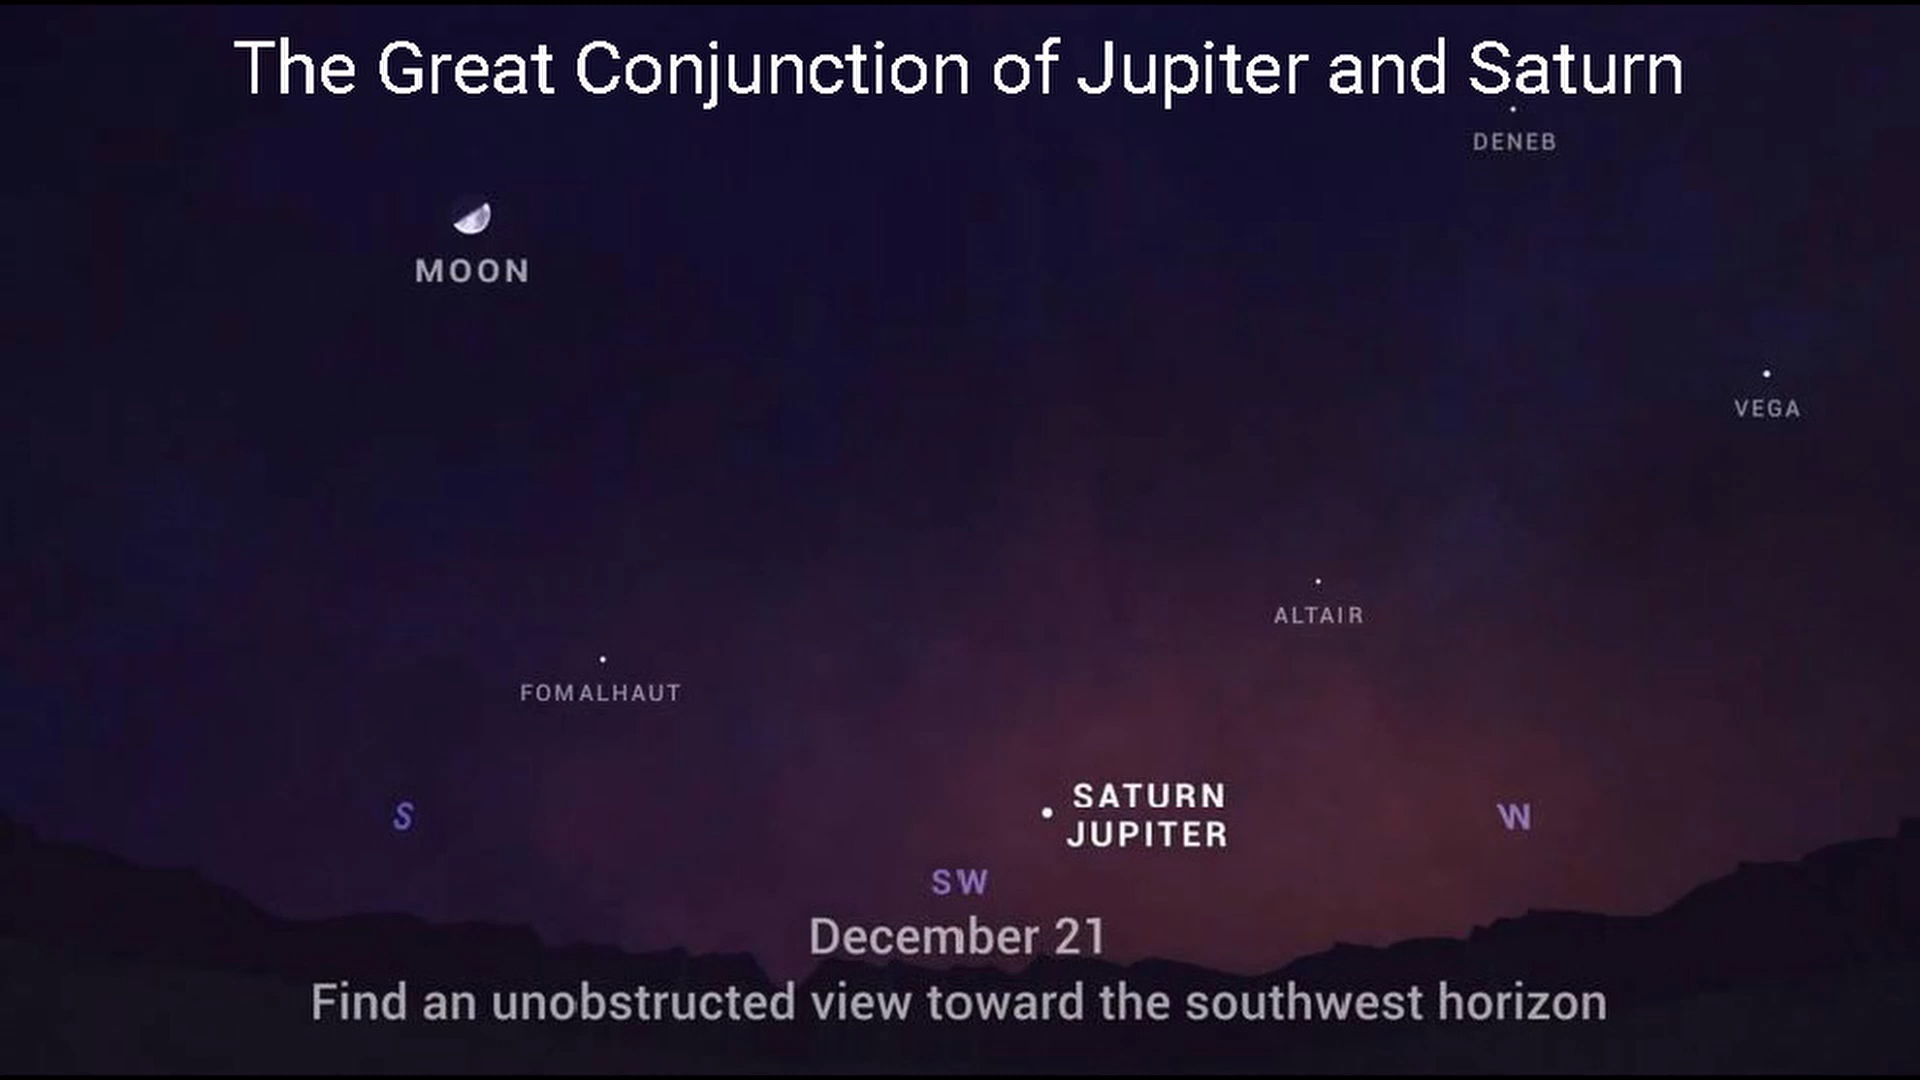 The Great Conjunction of Jupiter and Saturn
DENEB
MOON
VEGA
ALTAIR
FOMALHAUT
SATURN
JUPITER
S
W
SW
December 21
Find an unobstructed view toward the southwest horizon